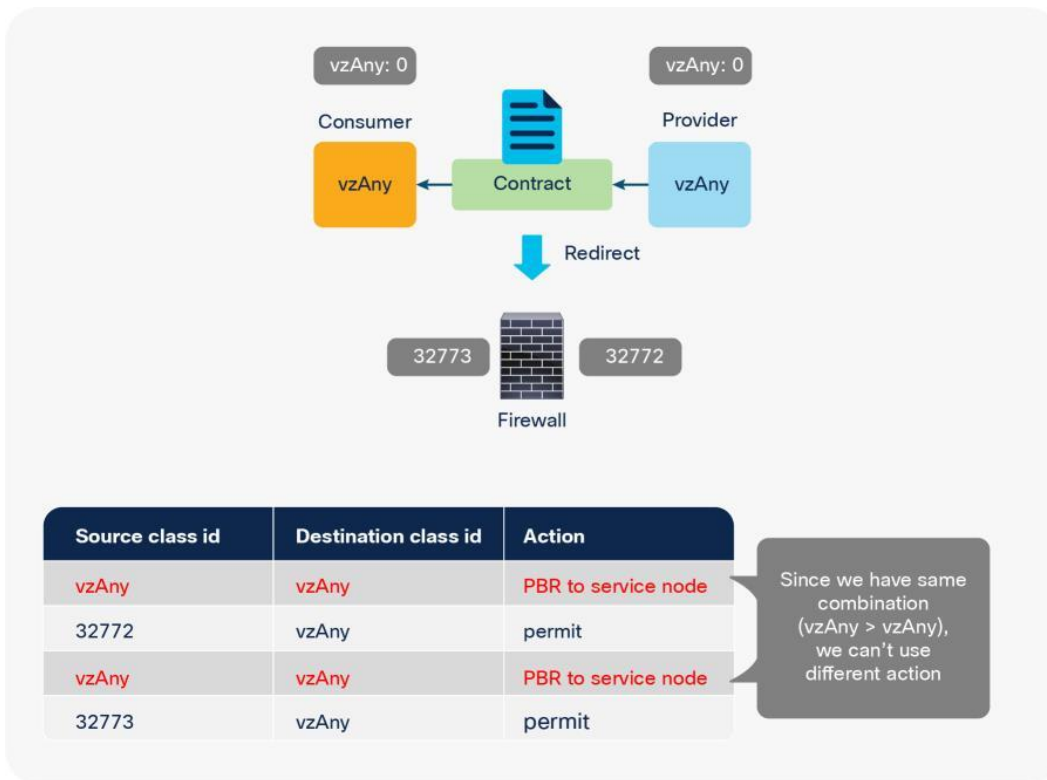 vzAny: 0
vzAny: 0
Consumer
Provider
vzAny
Contract
vzAny
Redirect
32773
32772
Firewall
Source class id
Destination class id
Action
vzAny
vzAny
PBR to service node
32772
vzAny
permit
vzAny
vzAny
PBR to service node
32773
vzAny
permit
Since we have same
combination
(vzAny > vzAny),
we can't use
different action